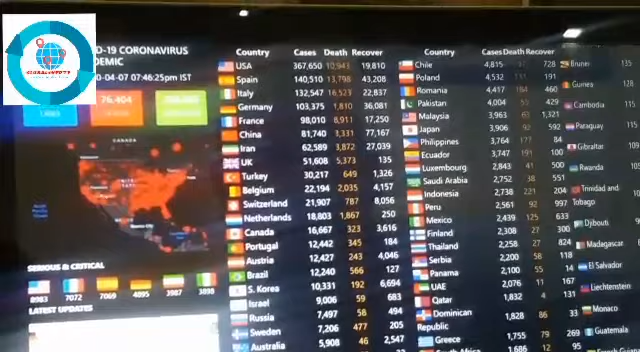 D-19 CORONAVIRUS
DEMIC
0-04-07 07:46:25pm IST
76,404
CANADA
SERIOUS & CRITICAL
8983 7072 7069 4895 3987 3898
LATEST UPDATES
Country Cases Death Recover
USA 367,650 10,943 19,810
Spain 140,510 13,798 43,208
Italy 132,547 16,523 22,837
Germany 103,375 1,810 36,081
France 98,010 8,911 17,250
China 81,740 3,331 77,167
Iran 62,589 3,872 27,039
UK 51,608 5,373 135
Turkey 30,217 649 1,326
Belgium 22,194 2,035 4,157
Switzerland 21,907 787 8,056
Netherlands 18,803 1,867 250
Canada 16,667 323 3,616
Portugal 12,442 345 184
Austria 12,427 243 4,046
Brazil 12,240 566 127
S. Korea 10,331 192 6,694
Israel 9,006 59 683
Russia 7,497 58 494
Sweden 7,206 477 205
Australia 5,908 46 2,547
Country Cases Death Recover
Chile 4,815 37 728
Poland 4,532 111 191
Romania 4,417 184 460
Pakistan 4,004 55 429
Malaysia 3,963 63 1,321
Japan 3,906 92 592
Philippines 3,764 177 84
Ecuador 3,747 191 100
Luxembourg 2,843 41 500
Saudi Arabia 2,752 38 551
Indonesia 2,738 221 204
Peru 2,561 92 997
Mexico 2,439 125 633
Finland 2,308 27 300
Thailand 2,258 27 824
Serbia 2,200 58 118
Panama 2,100 55 14
UAE 2,076 11 167
Qatar 1,832 4 131
Dominican 1,828 86 33
Republic
Greece 1,755 79 269
1,686 12 95
Brunei 135
Guinea 128
Cambodia 115
Paraguay 115
Gibraltar 109
Rwanda 105
Trinidad and
Tobago
Djibouti
Madagascar
El Salvador
Liechtenstein
Monaco
Guatemala